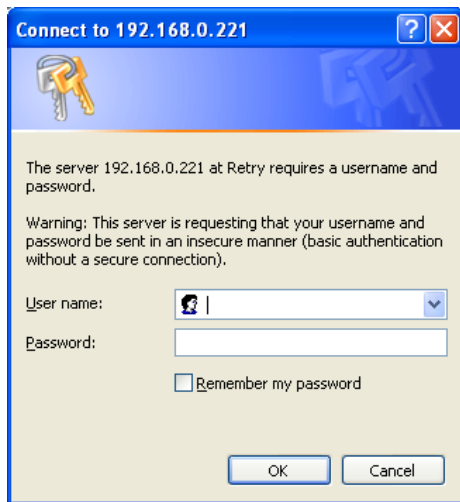 Connect to 192.168.0.221
The server 192.168.0.221 at Retry requires a username and
password.
Warning: This server is requesting that your username and
password be sent in an insecure manner (basic authentication
without a secure connection).
User name:
Password:
Remember my password
OK Cancel